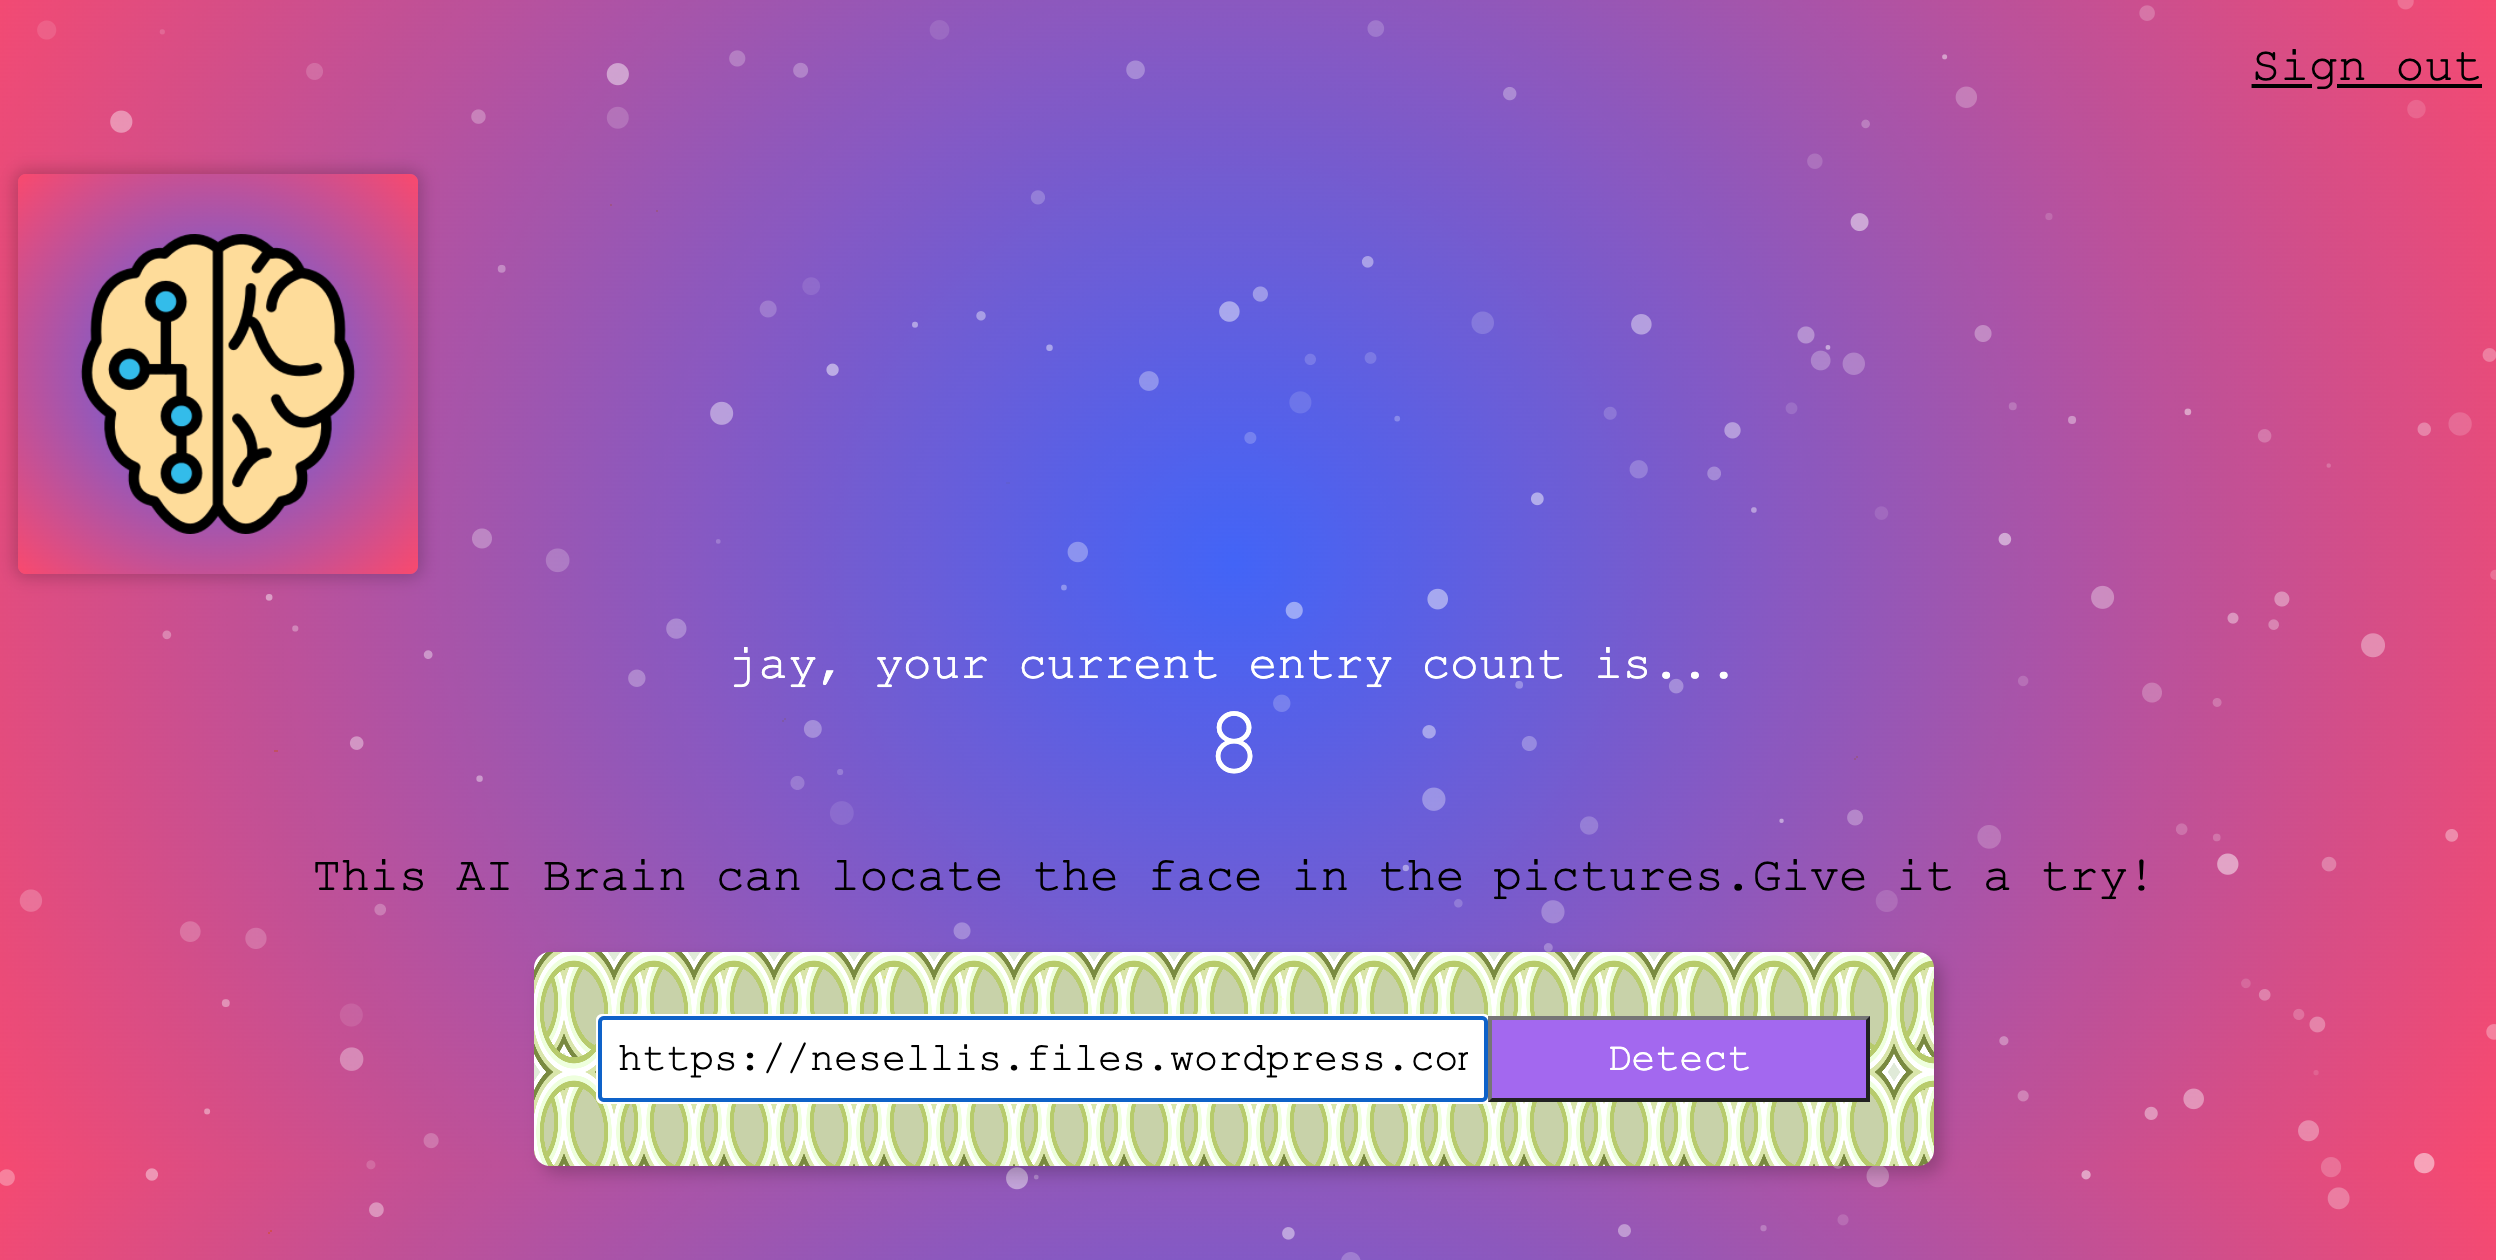 Sign out
jay, your current entry count is...
8
This AI Brain can locate the face in the pictures.Give it a try!
https://nesellis.files.wordpress.com
Detect